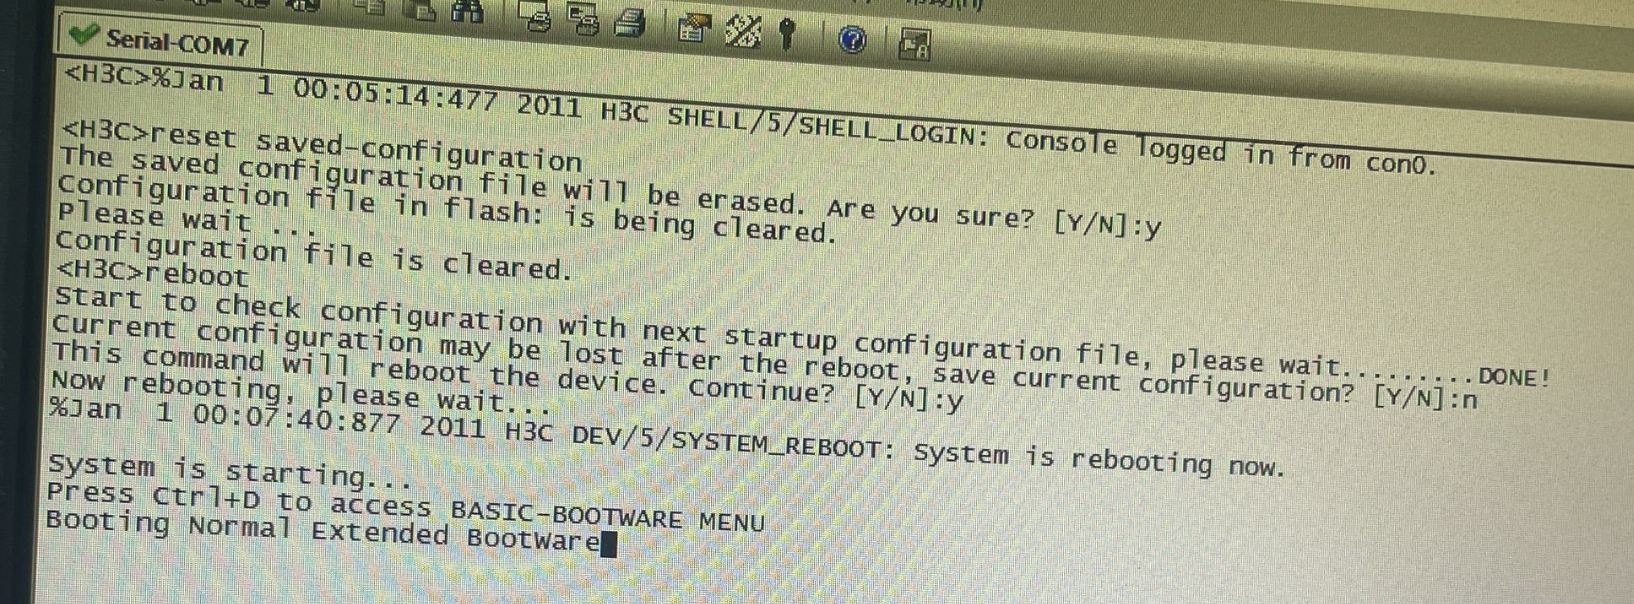 Serial-COM7
<H3C>%Jan  1 00:05:14:477 2011 H3C SHELL/5/SHELL_LOGIN: Console logged in from con0.
<H3C>reset saved-configuration
The saved configuration file will be erased. Are you sure? [Y/N]:y
Configuration file in flash: is being cleared.
Please wait ...
Configuration file is cleared.
<H3C>reboot
Start to check configuration with next startup configuration file, please wait.........DONE!
Current configuration may be lost after the reboot, save current configuration? [Y/N]:n
This command will reboot the device. Continue? [Y/N]:y
Now rebooting, please wait...
%Jan  1 00:07:40:877 2011 H3C DEV/5/SYSTEM_REBOOT: System is rebooting now.
System is starting...
Press Ctrl+D to access BASIC-BOOTWARE MENU
Booting Normal Extended BootWare